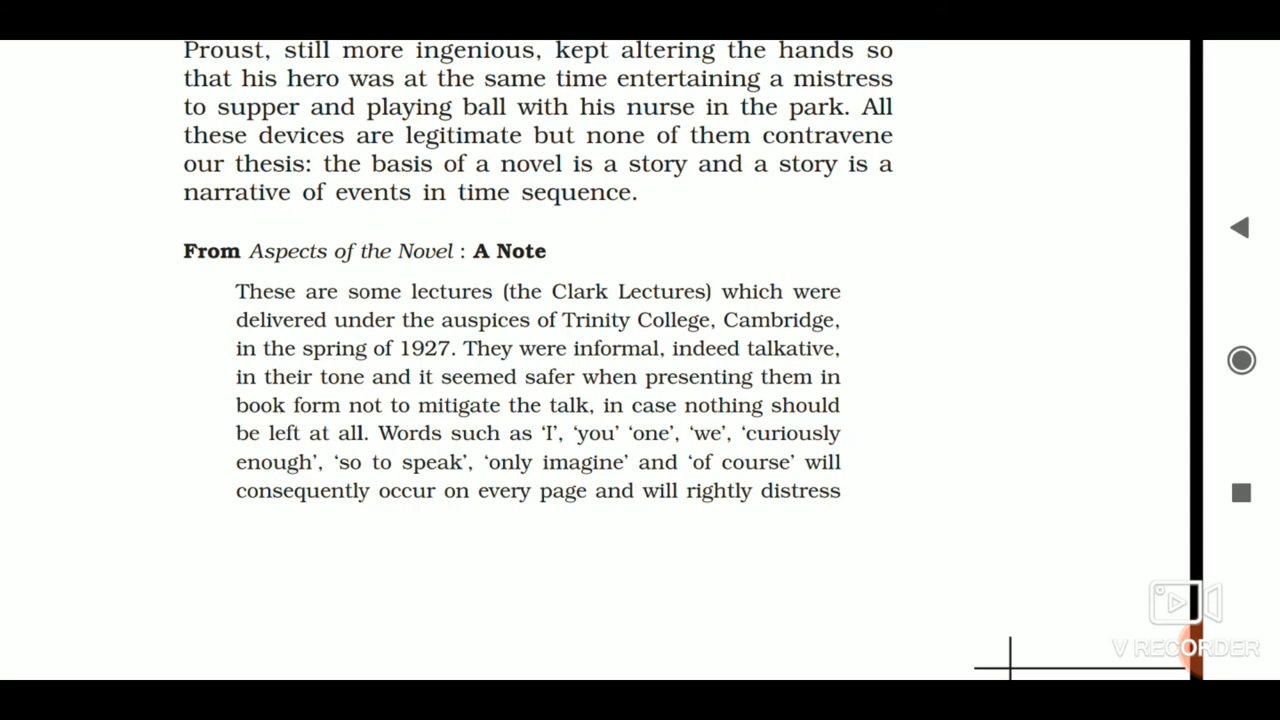 Proust, still more ingenious, kept altering the hands so
that his hero was at the same time entertaining a mistress
to supper and playing ball with his nurse in the park. All
these devices are legitimate but none of them contravene
our thesis: the basis of a novel is a story and a story is a
narrative of events in time sequence.
From Aspects of the Novel : A Note
These are some lectures (the Clark Lectures) which were
delivered under the auspices of Trinity College, Cambridge,
in the spring of 1927. They were informal, indeed talkative,
in their tone and it seemed safer when presenting them in
book form not to mitigate the talk, in case nothing should
be left at all. Words such as ‘I’, ‘you’ ‘one’, ‘we’, ‘curiously
enough’, ‘so to speak’, ‘only imagine’ and ‘of course’ will
consequently occur on every page and will rightly distress
V RECORDER